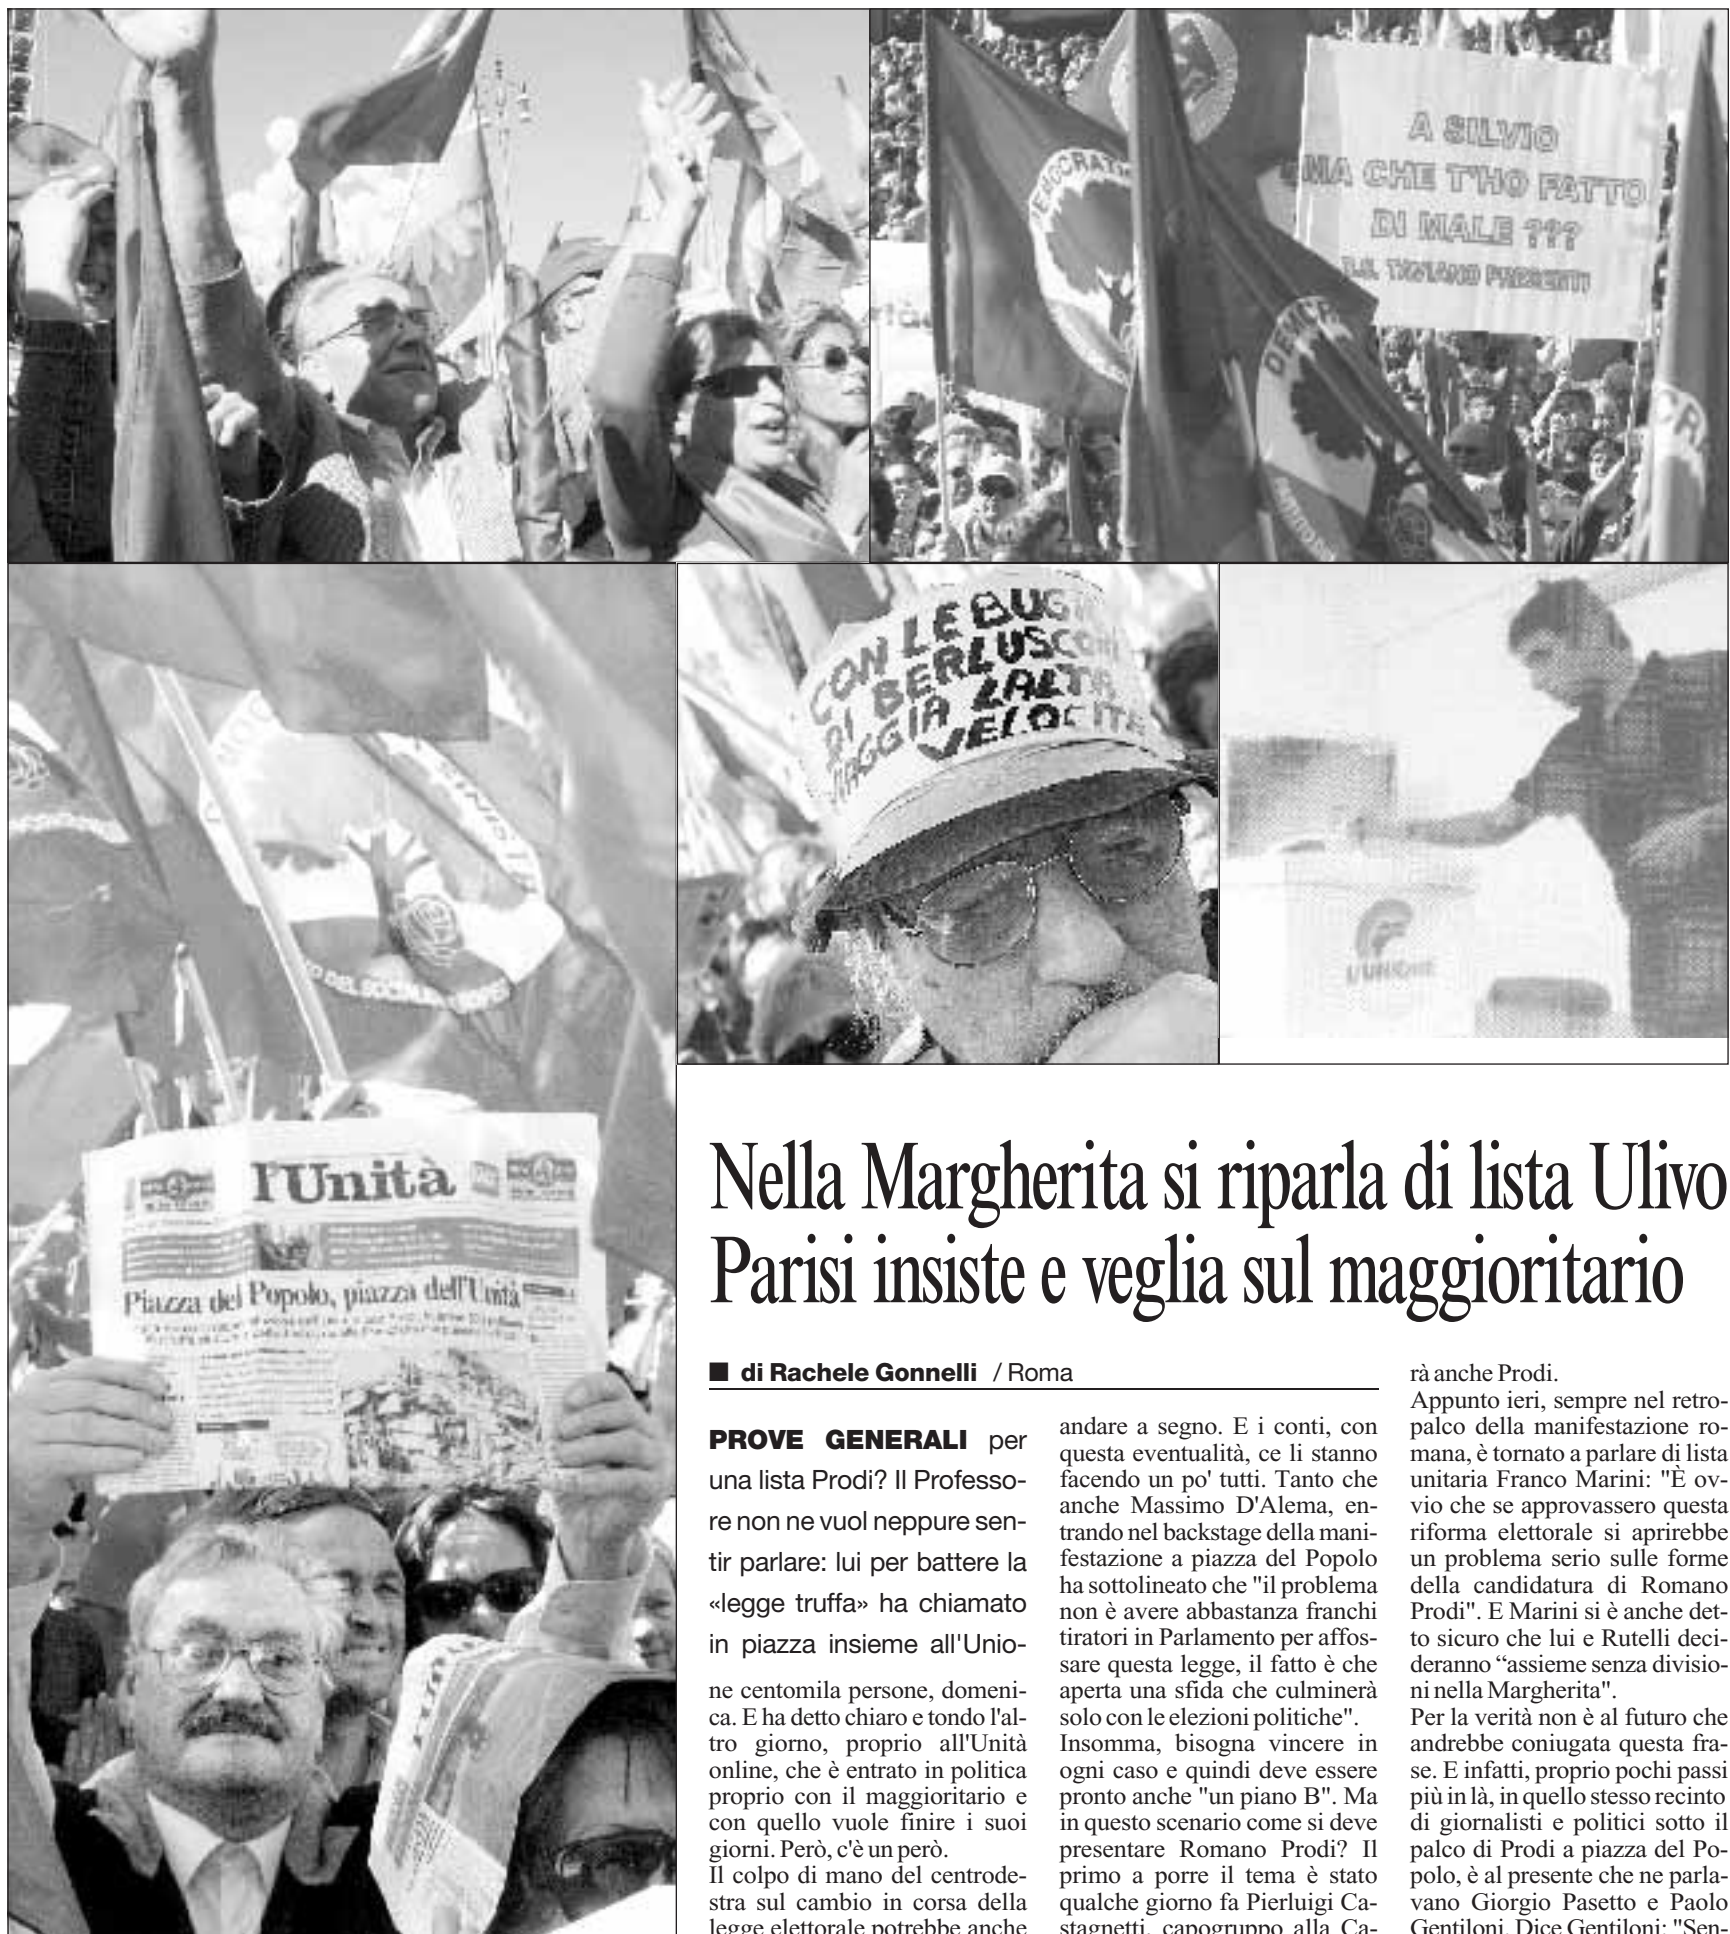 A SILVIO
MA CHE T'HO FATTO
DI MALE ???
CON LE BUGIE
DI BERLUSCONI
VIAGGIA L'ALTA
VELOCITÀ
L'UNIONE
l'Unità
Piazza del Popolo, piazza dell'Unità
Nella Margherita si riparla di lista Ulivo
Parisi insiste e veglia sul maggioritario
■ di Rachele Gonnelli / Roma
PROVE GENERALI per
una lista Prodi? Il Professo-
re non ne vuol neppure sen-
tir parlare: lui per battere la
«legge truffa» ha chiamato
in piazza insieme all'Unio-
ne centomila persone, domeni-
ca. E ha detto chiaro e tondo l'al-
tro giorno, proprio all'Unità
online, che è entrato in politica
proprio con il maggioritario e
con quello vuole finire i suoi
giorni. Però, c'è un però.
Il colpo di mano del centrode-
stra sul cambio in corsa della
legge elettorale potrebbe anche
andare a segno. E i conti, con
questa eventualità, ce li stanno
facendo un po' tutti. Tanto che
anche Massimo D'Alema, en-
trando nel backstage della mani-
festazione a piazza del Popolo
ha sottolineato che "il problema
non è avere abbastanza franchi
tiratori in Parlamento per affos-
sare questa legge, il fatto è che
aperta una sfida che culminerà
solo con le elezioni politiche".
Insomma, bisogna vincere in
ogni caso e quindi deve essere
pronto anche "un piano B". Ma
in questo scenario come si deve
presentare Romano Prodi? Il
primo a porre il tema è stato
qualche giorno fa Pierluigi Ca-
stagnetti, capogruppo alla Ca-
rà anche Prodi.
Appunto ieri, sempre nel retro-
palco della manifestazione ro-
mana, è tornato a parlare di lista
unitaria Franco Marini: "È ov-
vio che se approvassero questa
riforma elettorale si aprirebbe
un problema serio sulle forme
della candidatura di Romano
Prodi". E Marini si è anche det-
to sicuro che lui e Rutelli deci-
deranno “assieme senza divisio-
ni nella Margherita".
Per la verità non è al futuro che
andrebbe coniugata questa fra-
se. E infatti, proprio pochi passi
più in là, in quello stesso recinto
di giornalisti e politici sotto il
palco di Prodi a piazza del Po-
polo, è al presente che ne parla-
vano Giorgio Pasetto e Paolo
Gentiloni. Dice Gentiloni: "Sen-